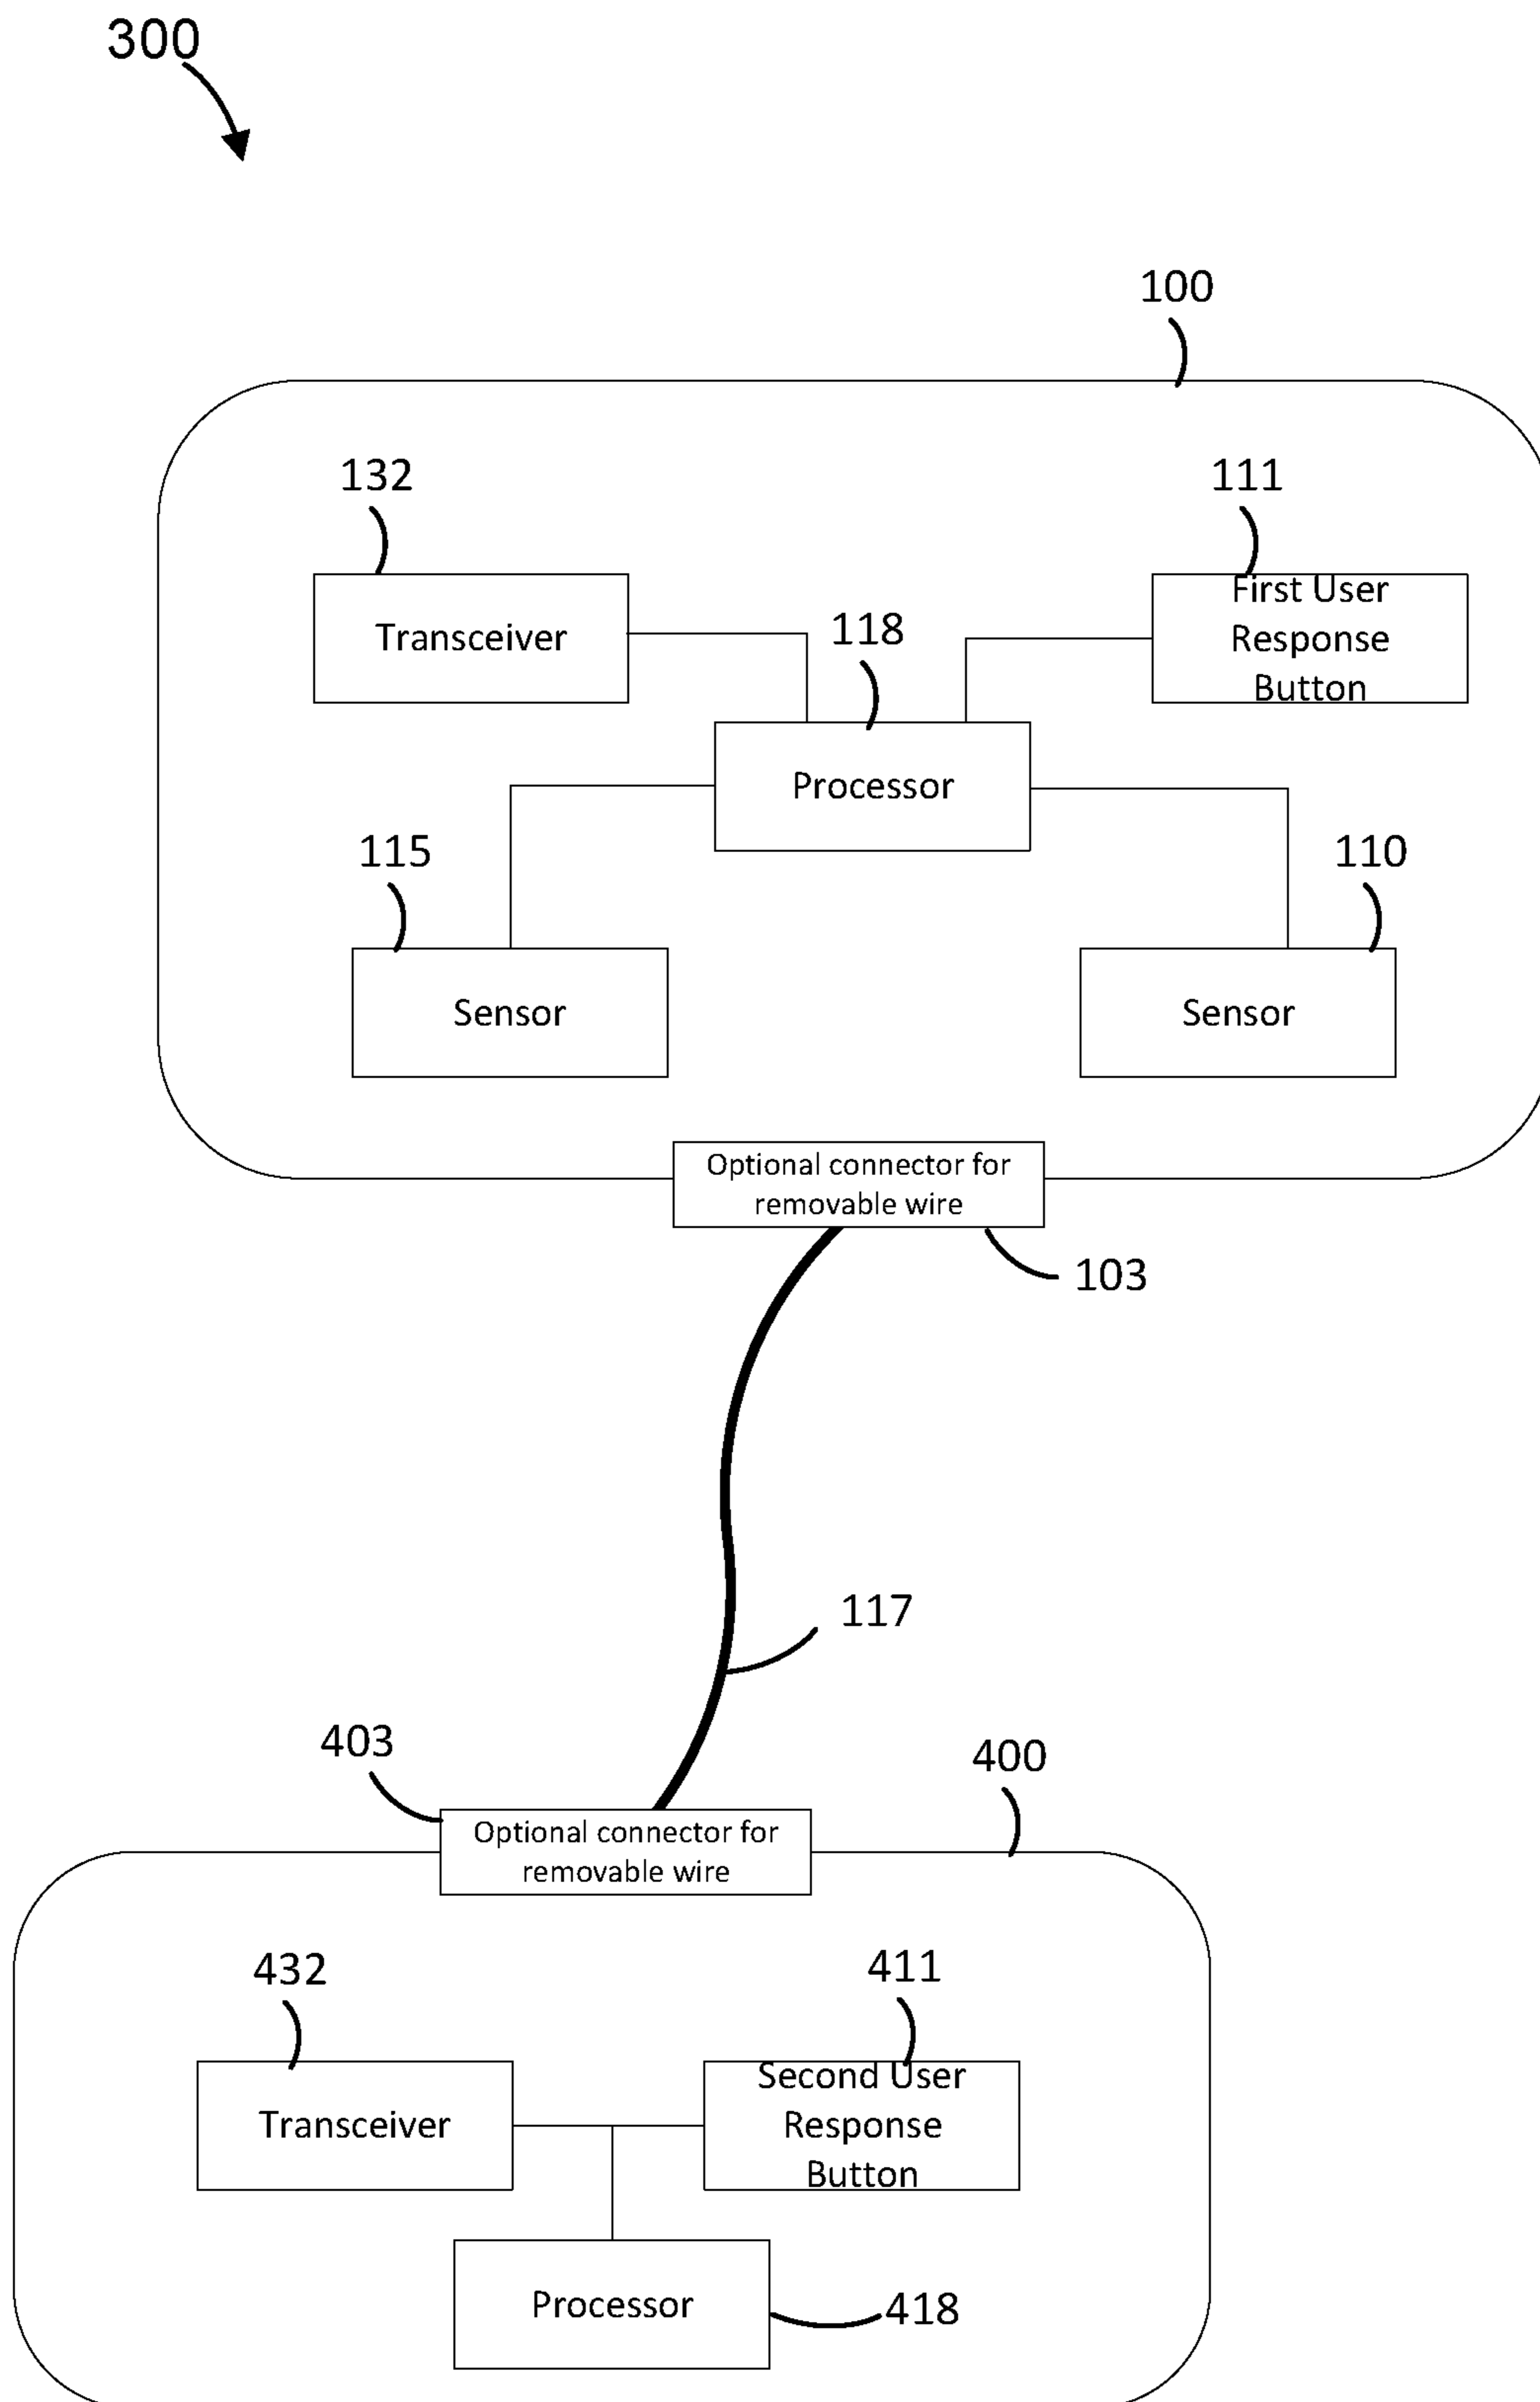 300
100
132
111
Transceiver
First User
Response
Button
118
Processor
115
110
Sensor
Sensor
Optional connector for
removable wire
103
117
403
400
Optional connector for
removable wire
432
411
Transceiver
Second User
Response
Button
Processor
418